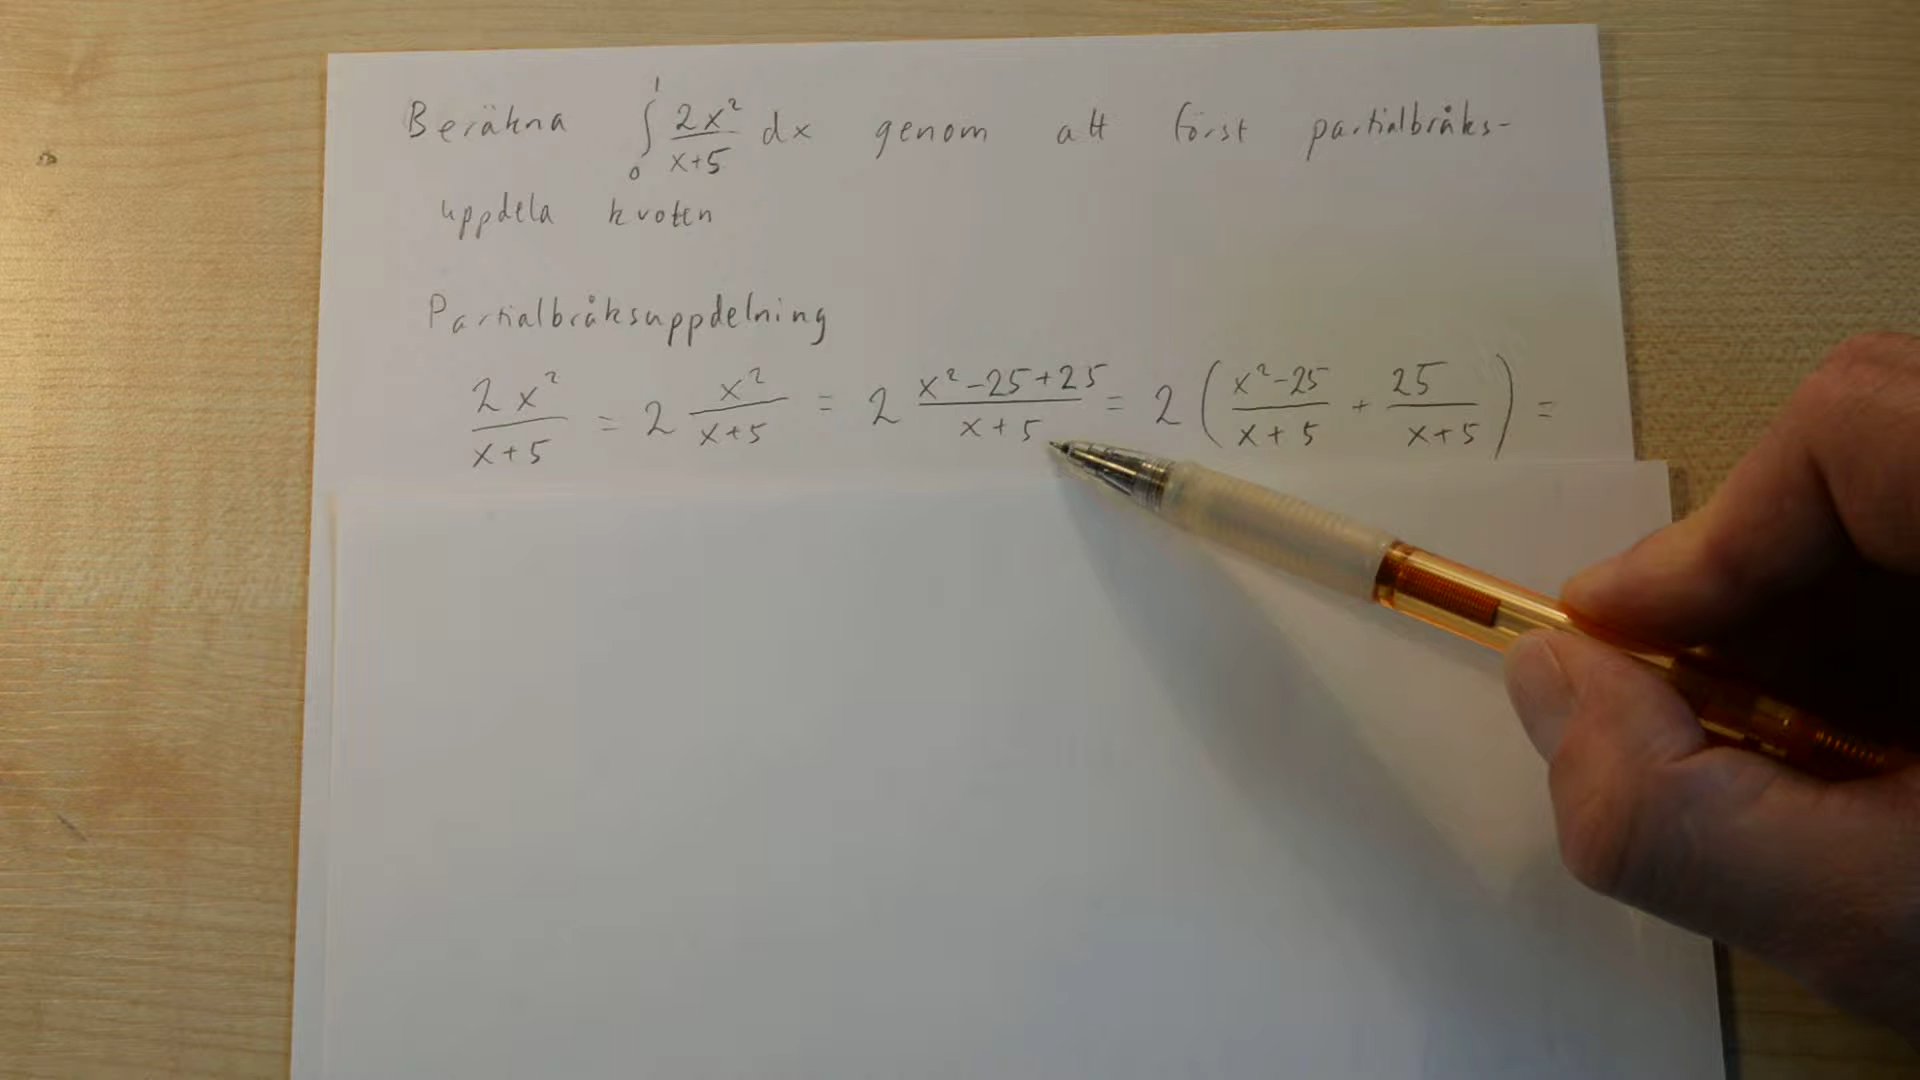 Beräkna ∫₀¹ 2x²/(x+5) dx genom att först partialbråks-
uppdela kvoten
Partialbråksuppdelning
2x²/(x+5) = 2 x²/(x+5) = 2 (x²-25+25)/(x+5) = 2 ( (x²-25)/(x+5) + 25/(x+5) ) =